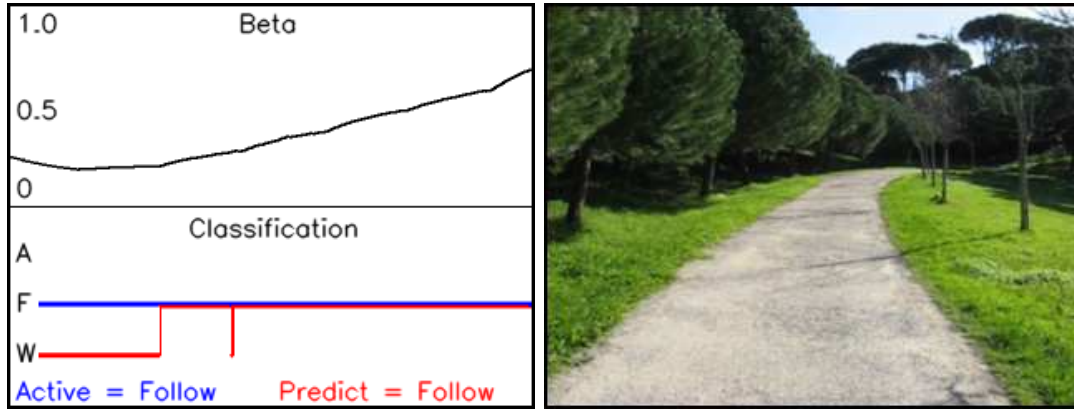 1.0 Beta
0.5
0
Classification
A
F
W
Active = Follow Predict = Follow